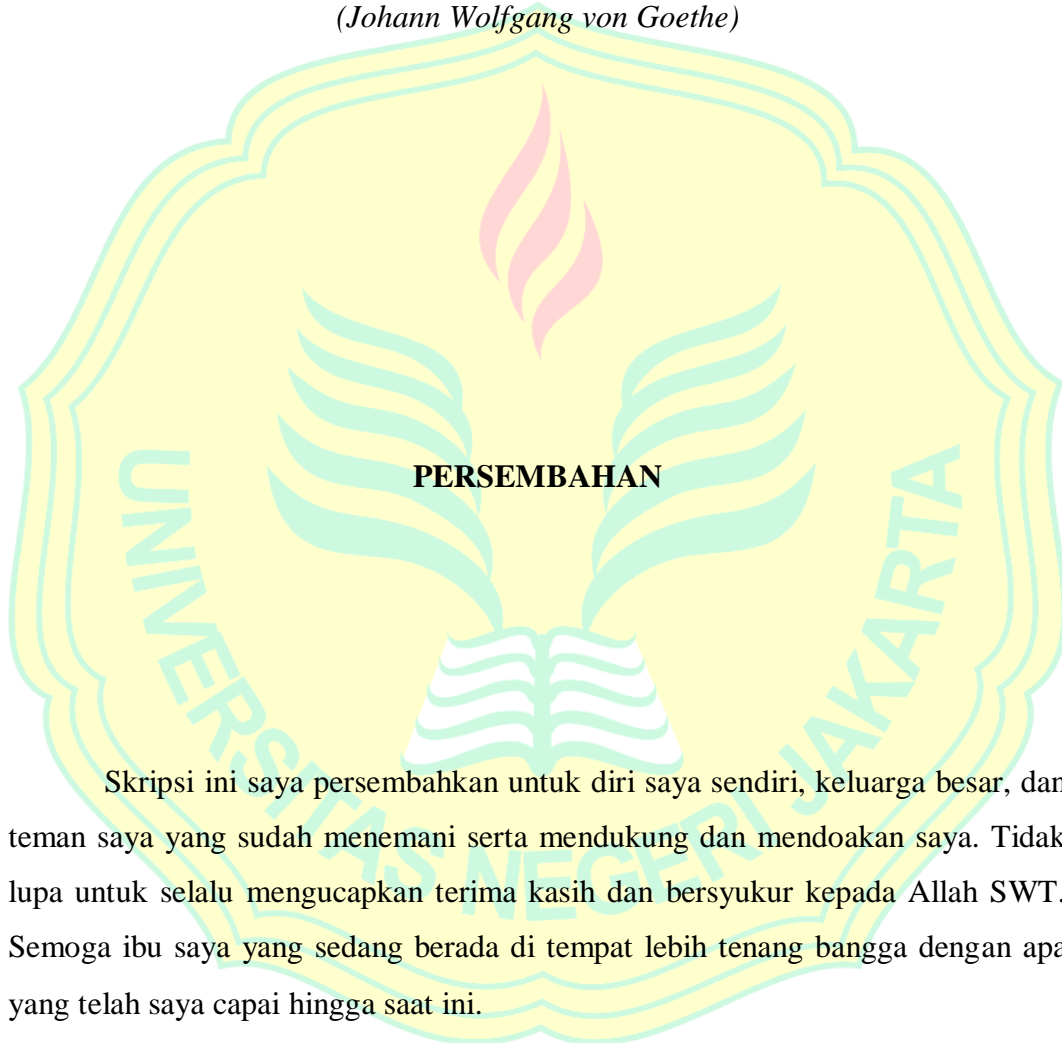 (Johann Wolfgang von Goethe)
PERSEMBAHAN
UNIVERSITAS NEGERI JAKARTA
Skripsi ini saya persembahkan untuk diri saya sendiri, keluarga besar, dan
teman saya yang sudah menemani serta mendukung dan mendoakan saya. Tidak
lupa untuk selalu mengucapkan terima kasih dan bersyukur kepada Allah SWT.
Semoga ibu saya yang sedang berada di tempat lebih tenang bangga dengan apa
yang telah saya capai hingga saat ini.